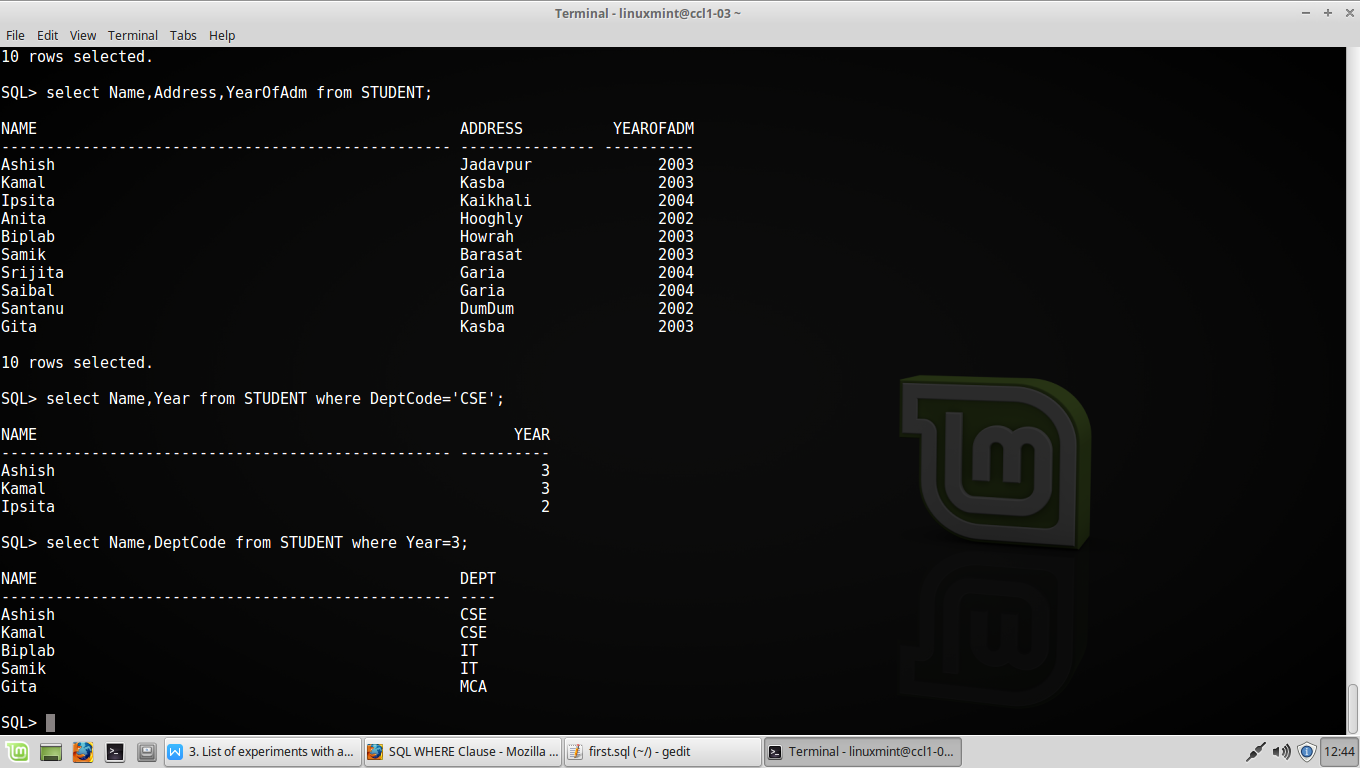 Terminal - linuxmint@ccl1-03 ~
File Edit View Terminal Tabs Help
10 rows selected.
SQL> select Name,Address,YearOfAdm from STUDENT;
NAME ADDRESS YEAROFADM
-------------------------------------------------- --------------- ----------
Ashish Jadavpur 2003
Kamal Kasba 2003
Ipsita Kaikhali 2004
Anita Hooghly 2002
Biplab Howrah 2003
Samik Barasat 2003
Srijita Garia 2004
Saibal Garia 2004
Santanu DumDum 2002
Gita Kasba 2003
10 rows selected.
SQL> select Name,Year from STUDENT where DeptCode='CSE';
NAME YEAR
-------------------------------------------------- ----------
Ashish 3
Kamal 3
Ipsita 2
SQL> select Name,DeptCode from STUDENT where Year=3;
NAME DEPT
-------------------------------------------------- ----
Ashish CSE
Kamal CSE
Biplab IT
Samik IT
Gita MCA
SQL>
3. List of experiments with a... SQL WHERE Clause - Mozilla ... first.sql (~/) - gedit Terminal - linuxmint@ccl1-0... 12:44